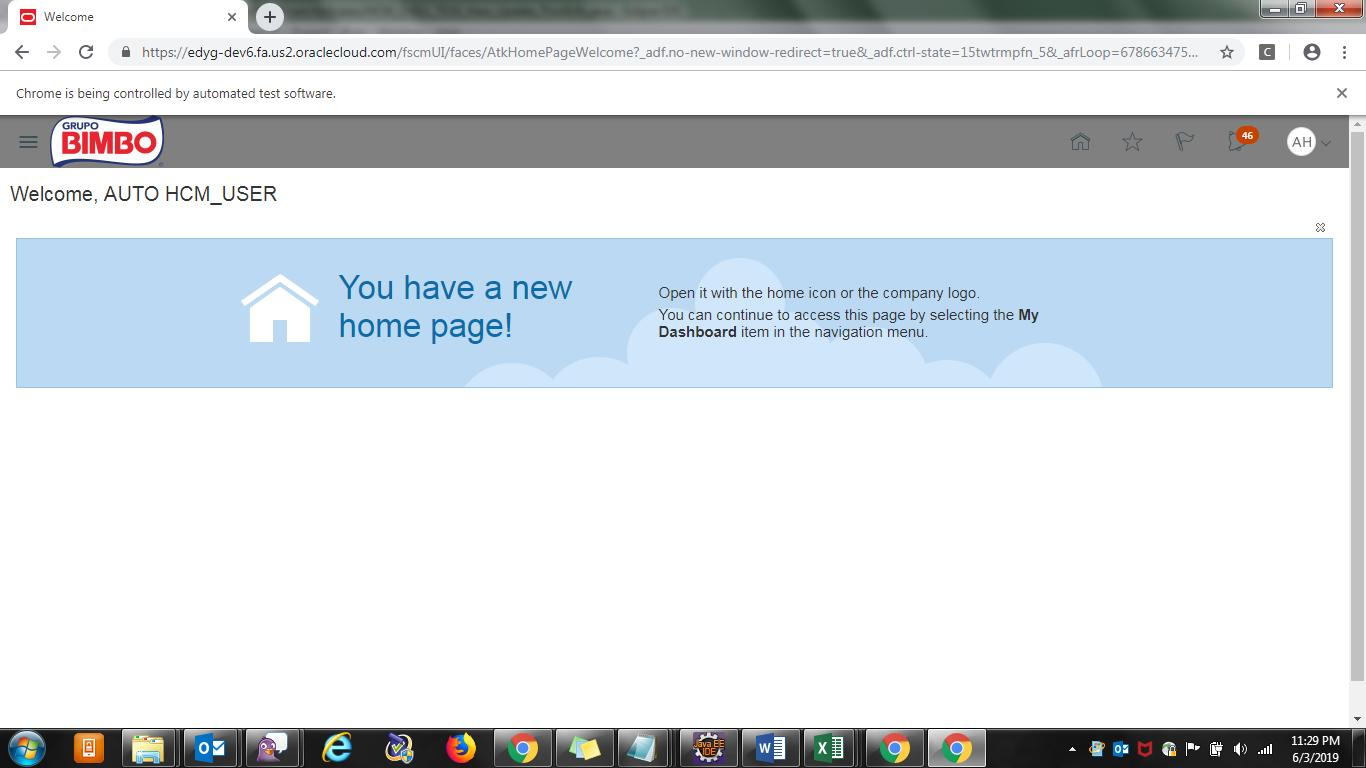 Welcome
https://edyg-dev6.fa.us2.oraclecloud.com/fscmUI/faces/AtkHomePageWelcome?_adf.no-new-window-redirect=true&_adf.ctrl-state=15twtrmpfn_5&_afrLoop=678663475...
C
Chrome is being controlled by automated test software.
GRUPO
BIMBO
46
AH
Welcome, AUTO HCM_USER
You have a new
home page!
Open it with the home icon or the company logo.
You can continue to access this page by selecting the My
Dashboard item in the navigation menu.
Java EE
IDE
11:29 PM
6/3/2019